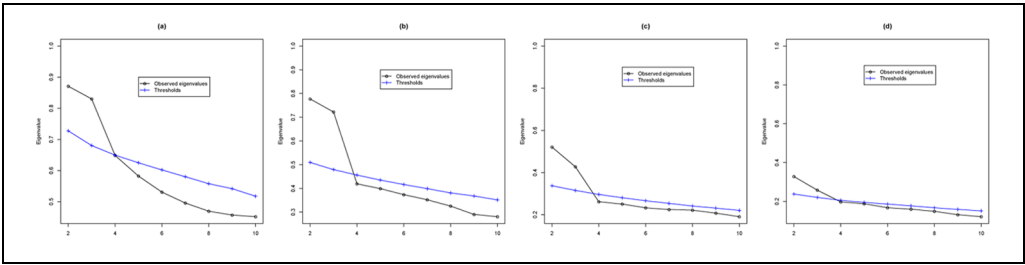 (a)
Eigenvalue
1.0
0.9
0.8
0.7
0.6
0.5
Observed eigenvalues
Thresholds
2 4 6 8 10
(b)
Eigenvalue
1.0
0.9
0.8
0.7
0.6
0.5
0.4
0.3
Observed eigenvalues
Thresholds
2 4 6 8 10
(c)
Eigenvalue
1.0
0.8
0.6
0.4
0.2
Observed eigenvalues
Thresholds
2 4 6 8 10
(d)
Eigenvalue
1.0
0.8
0.6
0.4
0.2
Observed eigenvalues
Thresholds
2 4 6 8 10